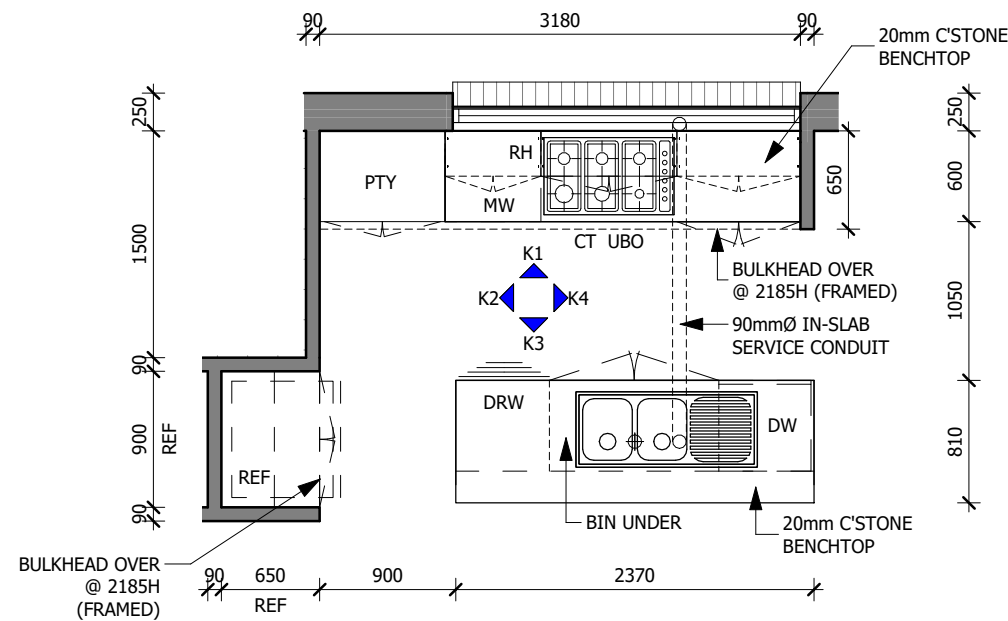 90
3180
90
20mm C'STONE
BENCHTOP
250
250
RH
PTY
MW
650
600
CT UBO
1500
K1
K2
K4
K3
BULKHEAD OVER
@ 2185H (FRAMED)
1050
90mmØ IN-SLAB
SERVICE CONDUIT
90
DRW
DW
900
REF
REF
810
90
BIN UNDER
20mm C'STONE
BENCHTOP
BULKHEAD OVER
@ 2185H
(FRAMED)
90
650
REF
900
2370